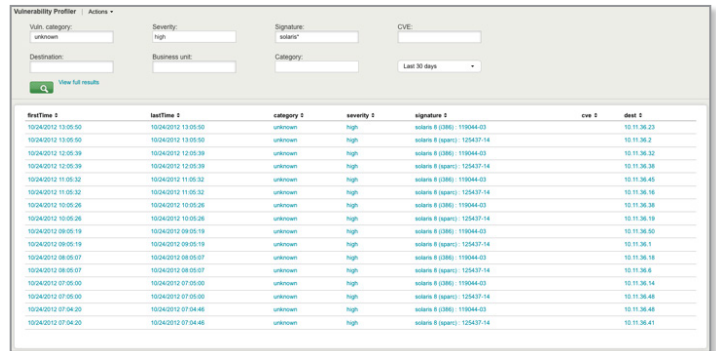 Vulnerability Profiler | Actions
Vuln. category: Severity: Signature: CVE:
unknown high solaris*
Destination: Business unit: Category:
Last 30 days
View full results
firstTime lastTime category severity signature cve dest
10/24/2012 13:05:50 10/24/2012 13:05:50 unknown high solaris 8 (i386) : 119044-03 10.11.36.23
10/24/2012 13:05:50 10/24/2012 13:05:50 unknown high solaris 8 (sparc) : 125437-14 10.11.36.2
10/24/2012 12:05:39 10/24/2012 12:05:39 unknown high solaris 8 (i386) : 119044-03 10.11.36.32
10/24/2012 12:05:39 10/24/2012 12:05:39 unknown high solaris 8 (sparc) : 125437-14 10.11.36.38
10/24/2012 11:05:32 10/24/2012 11:05:32 unknown high solaris 8 (i386) : 119044-03 10.11.36.45
10/24/2012 11:05:32 10/24/2012 11:05:32 unknown high solaris 8 (sparc) : 125437-14 10.11.36.16
10/24/2012 10:05:26 10/24/2012 10:05:26 unknown high solaris 8 (i386) : 119044-03 10.11.36.38
10/24/2012 10:05:26 10/24/2012 10:05:26 unknown high solaris 8 (sparc) : 125437-14 10.11.36.19
10/24/2012 09:05:19 10/24/2012 09:05:19 unknown high solaris 8 (i386) : 119044-03 10.11.36.50
10/24/2012 09:05:19 10/24/2012 09:05:19 unknown high solaris 8 (sparc) : 125437-14 10.11.36.1
10/24/2012 08:05:07 10/24/2012 08:05:07 unknown high solaris 8 (i386) : 119044-03 10.11.36.18
10/24/2012 08:05:07 10/24/2012 08:05:07 unknown high solaris 8 (sparc) : 125437-14 10.11.36.6
10/24/2012 07:05:00 10/24/2012 07:05:00 unknown high solaris 8 (i386) : 119044-03 10.11.36.14
10/24/2012 07:05:00 10/24/2012 07:05:00 unknown high solaris 8 (sparc) : 125437-14 10.11.36.48
10/24/2012 07:04:20 10/24/2012 07:04:46 unknown high solaris 8 (i386) : 119044-03 10.11.36.48
10/24/2012 07:04:20 10/24/2012 07:04:46 unknown high solaris 8 (sparc) : 125437-14 10.11.36.41